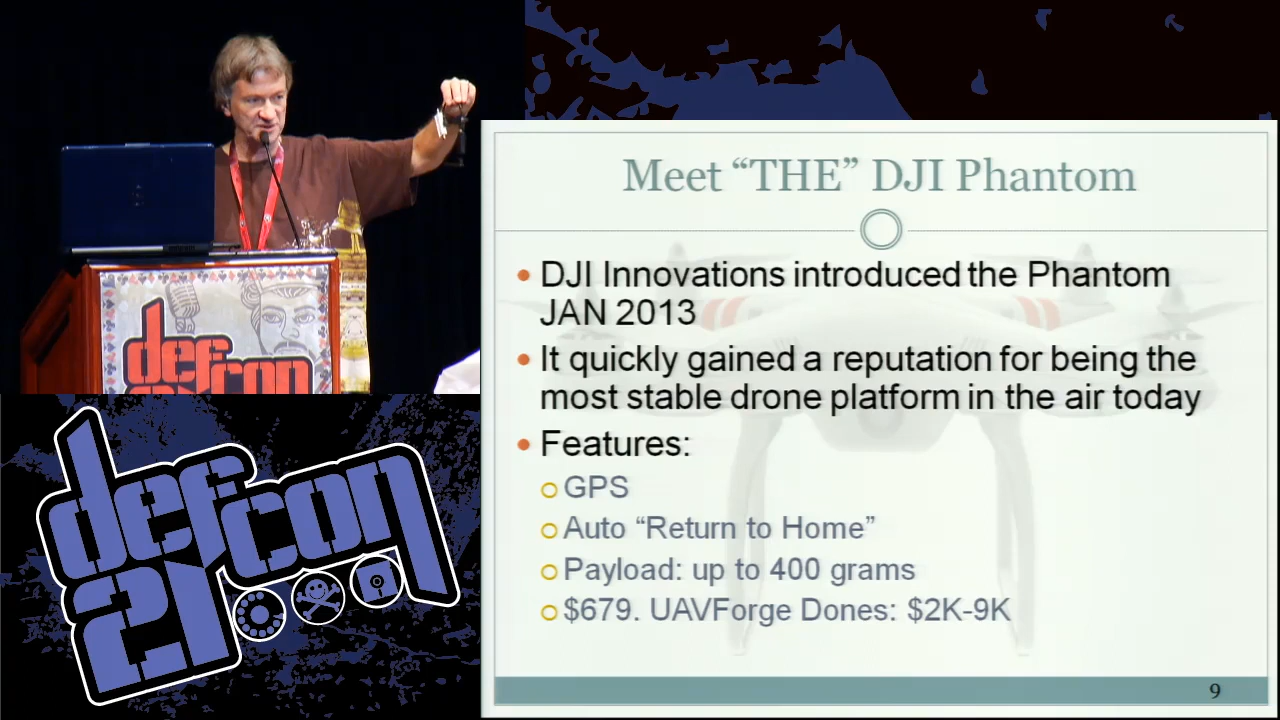 Meet “THE” DJI Phantom
DJI Innovations introduced the Phantom
JAN 2013
It quickly gained a reputation for being the
most stable drone platform in the air today
Features:
GPS
Auto “Return to Home”
Payload: up to 400 grams
$679. UAVForge Dones: $2K-9K
9
defcon
defcon
21